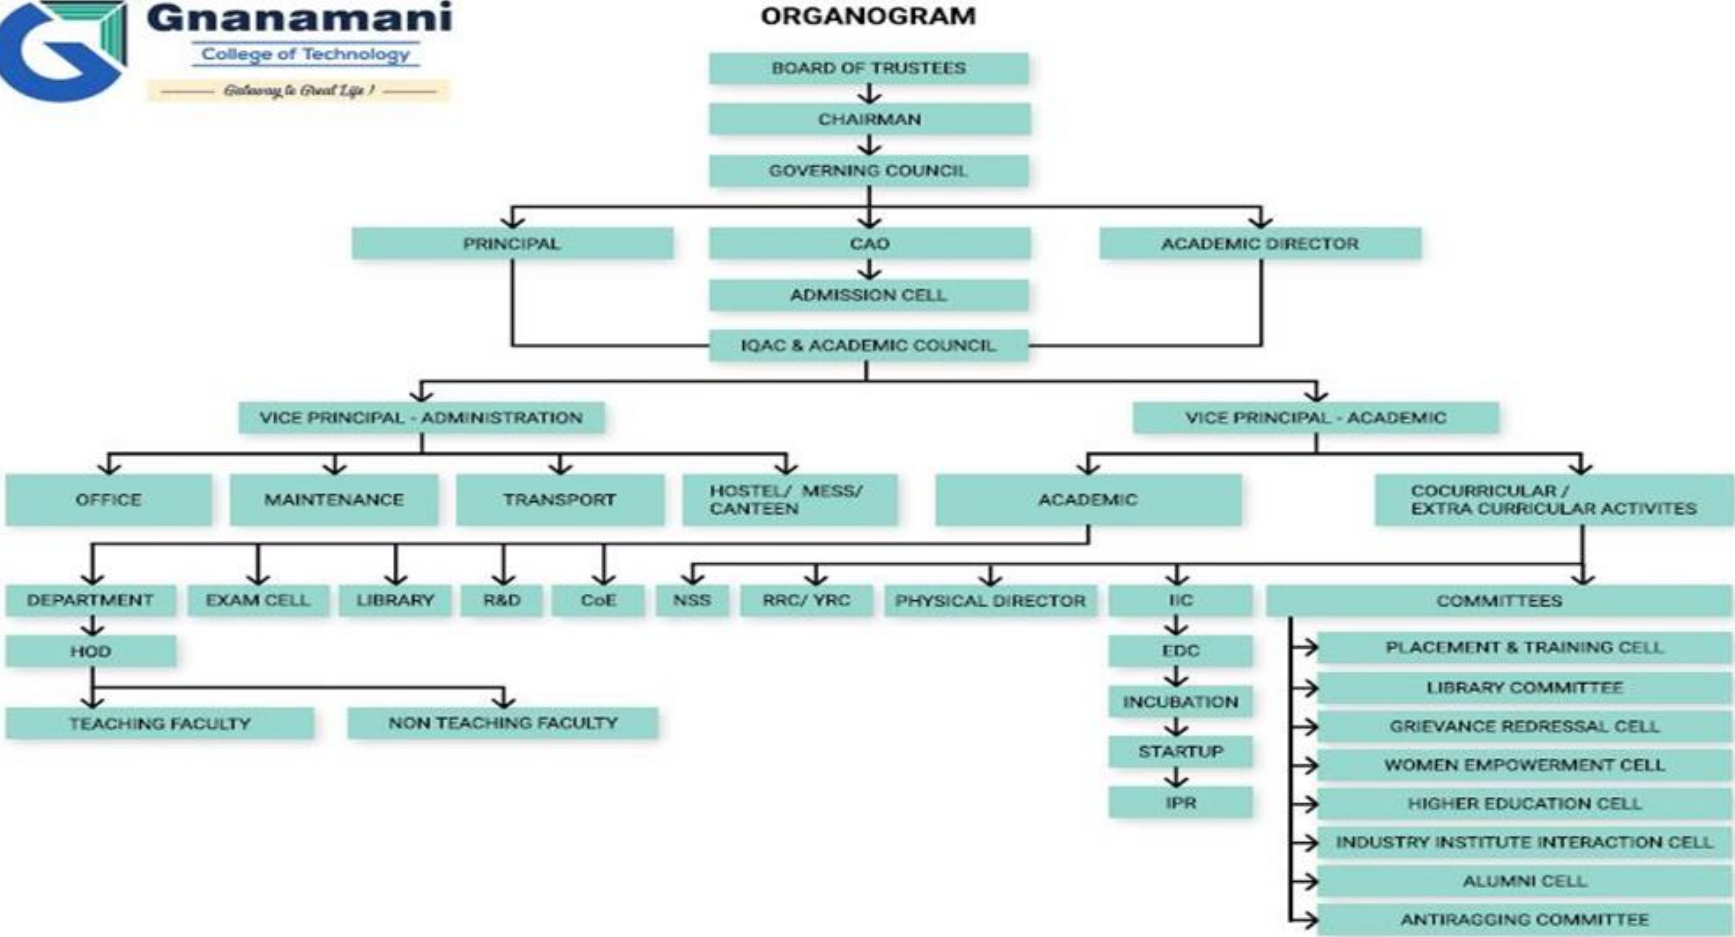 Gnanamani
College of Technology
Gateway to Great Life !
ORGANOGRAM
BOARD OF TRUSTEES
CHAIRMAN
GOVERNING COUNCIL
PRINCIPAL
CAO
ACADEMIC DIRECTOR
ADMISSION CELL
IQAC & ACADEMIC COUNCIL
VICE PRINCIPAL - ADMINISTRATION
VICE PRINCIPAL - ACADEMIC
OFFICE
MAINTENANCE
TRANSPORT
HOSTEL/ MESS/
CANTEEN
ACADEMIC
COCURRICULAR /
EXTRA CURRICULAR ACTIVITES
DEPARTMENT
EXAM CELL
LIBRARY
R&D
CoE
NSS
RRC/ YRC
PHYSICAL DIRECTOR
IIC
COMMITTEES
HOD
TEACHING FACULTY
NON TEACHING FACULTY
EDC
INCUBATION
STARTUP
IPR
PLACEMENT & TRAINING CELL
LIBRARY COMMITTEE
GRIEVANCE REDRESSAL CELL
WOMEN EMPOWERMENT CELL
HIGHER EDUCATION CELL
INDUSTRY INSTITUTE INTERACTION CELL
ALUMNI CELL
ANTIRAGGING COMMITTEE